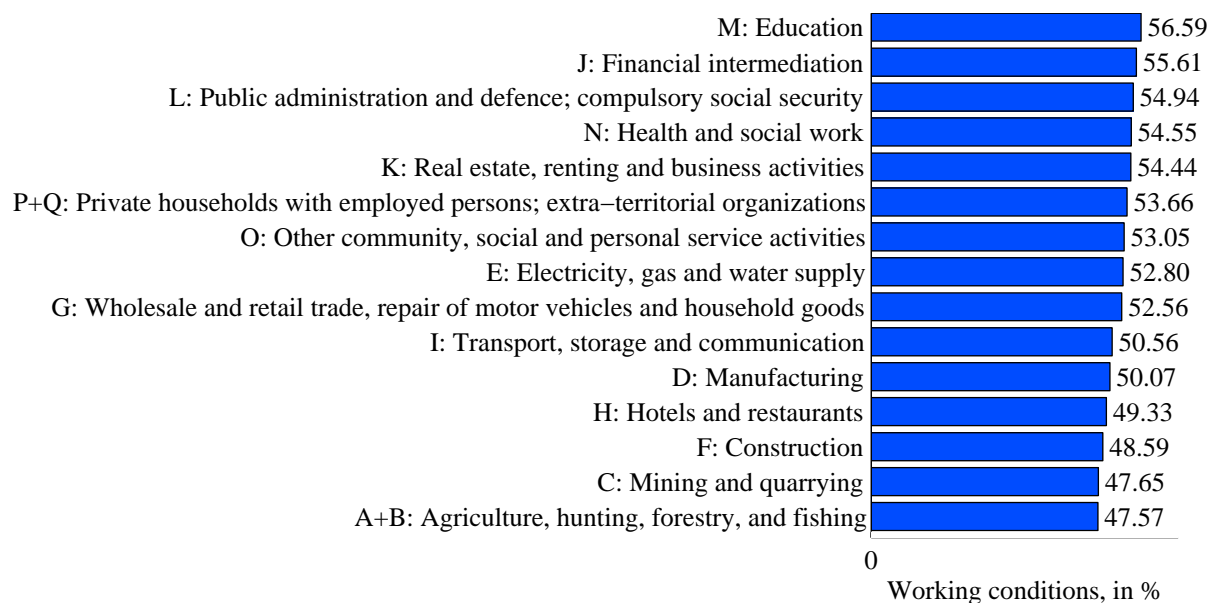 M: Education 56.59
J: Financial intermediation 55.61
L: Public administration and defence; compulsory social security 54.94
N: Health and social work 54.55
K: Real estate, renting and business activities 54.44
P+Q: Private households with employed persons; extra−territorial organizations 53.66
O: Other community, social and personal service activities 53.05
E: Electricity, gas and water supply 52.80
G: Wholesale and retail trade, repair of motor vehicles and household goods 52.56
I: Transport, storage and communication 50.56
D: Manufacturing 50.07
H: Hotels and restaurants 49.33
F: Construction 48.59
C: Mining and quarrying 47.65
A+B: Agriculture, hunting, forestry, and fishing 47.57
0
Working conditions, in %